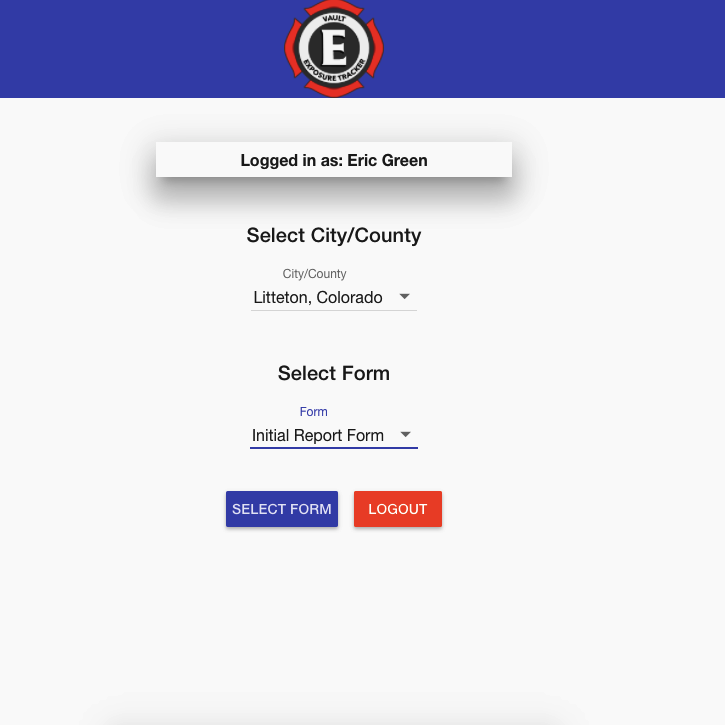 VAULT
E
EXPOSURE TRACKER
Logged in as: Eric Green
Select City/County
City/County
Litteton, Colorado
Select Form
Form
Initial Report Form
SELECT FORM LOGOUT